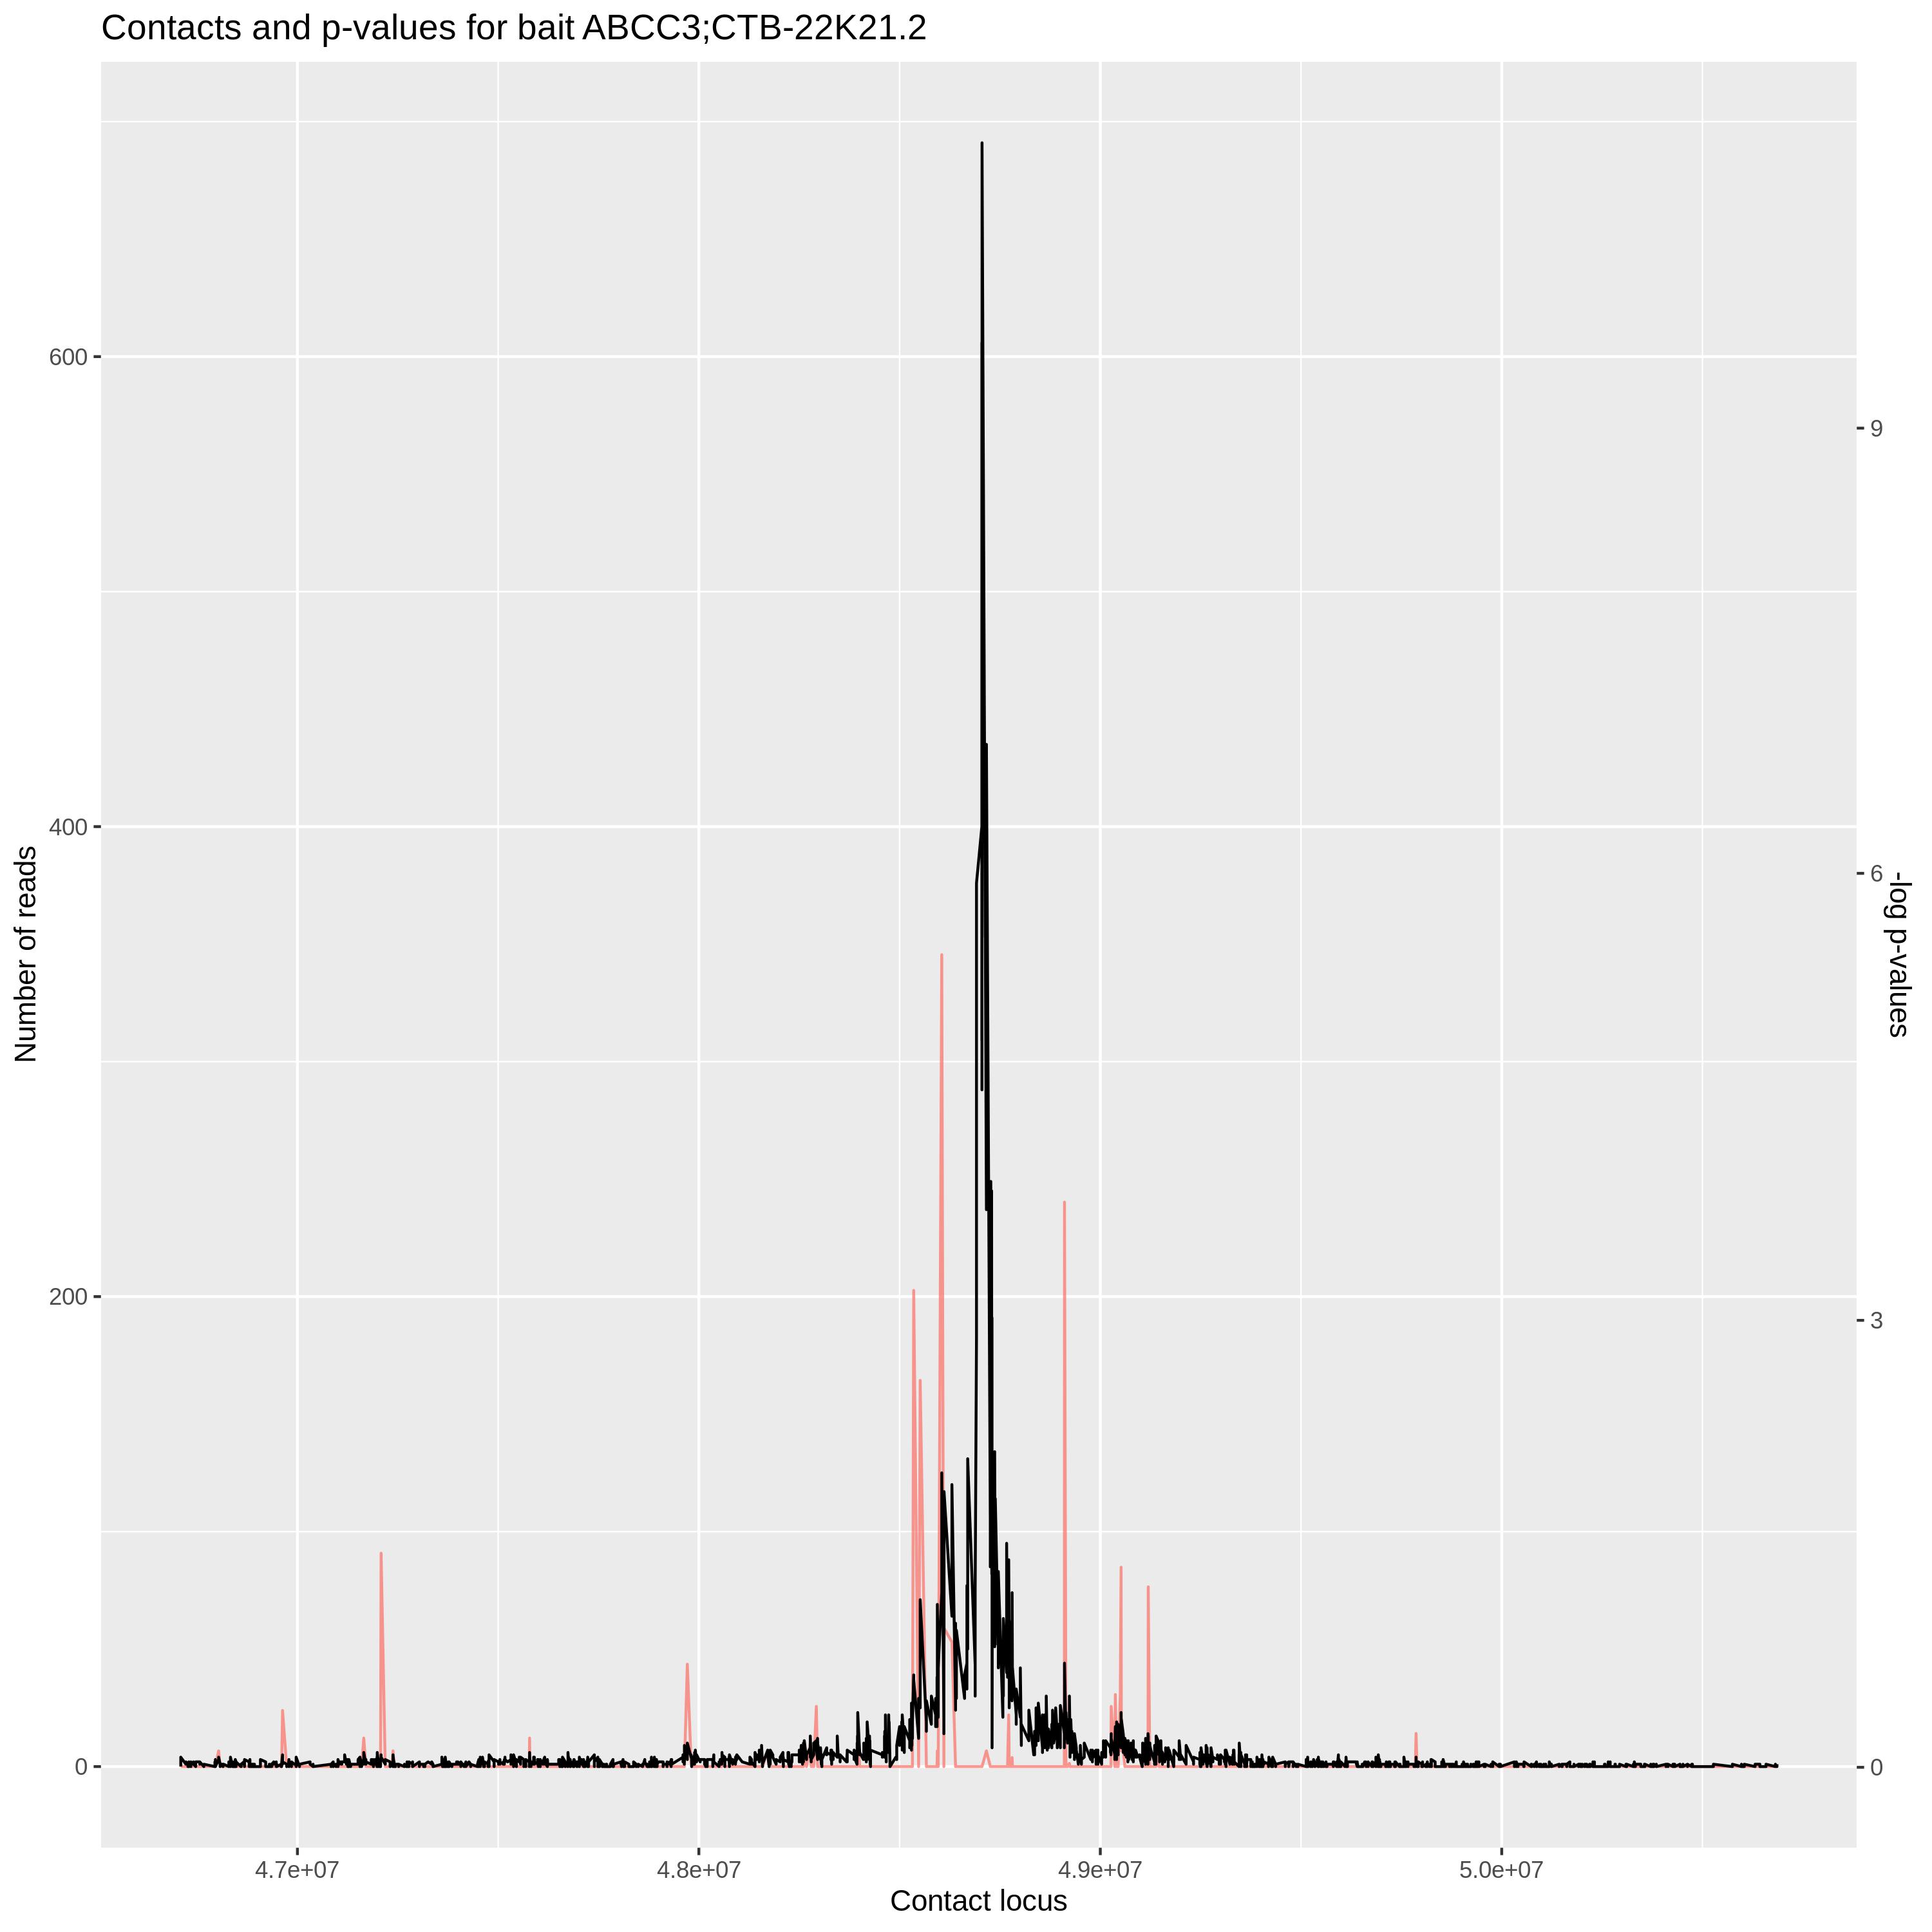 Contacts and p-values for bait ABCC3;CTB-22K21.2
600
400
200
0
Number of reads
9
6
3
0
-log p-values
4.7e+07
4.8e+07
4.9e+07
5.0e+07
Contact locus